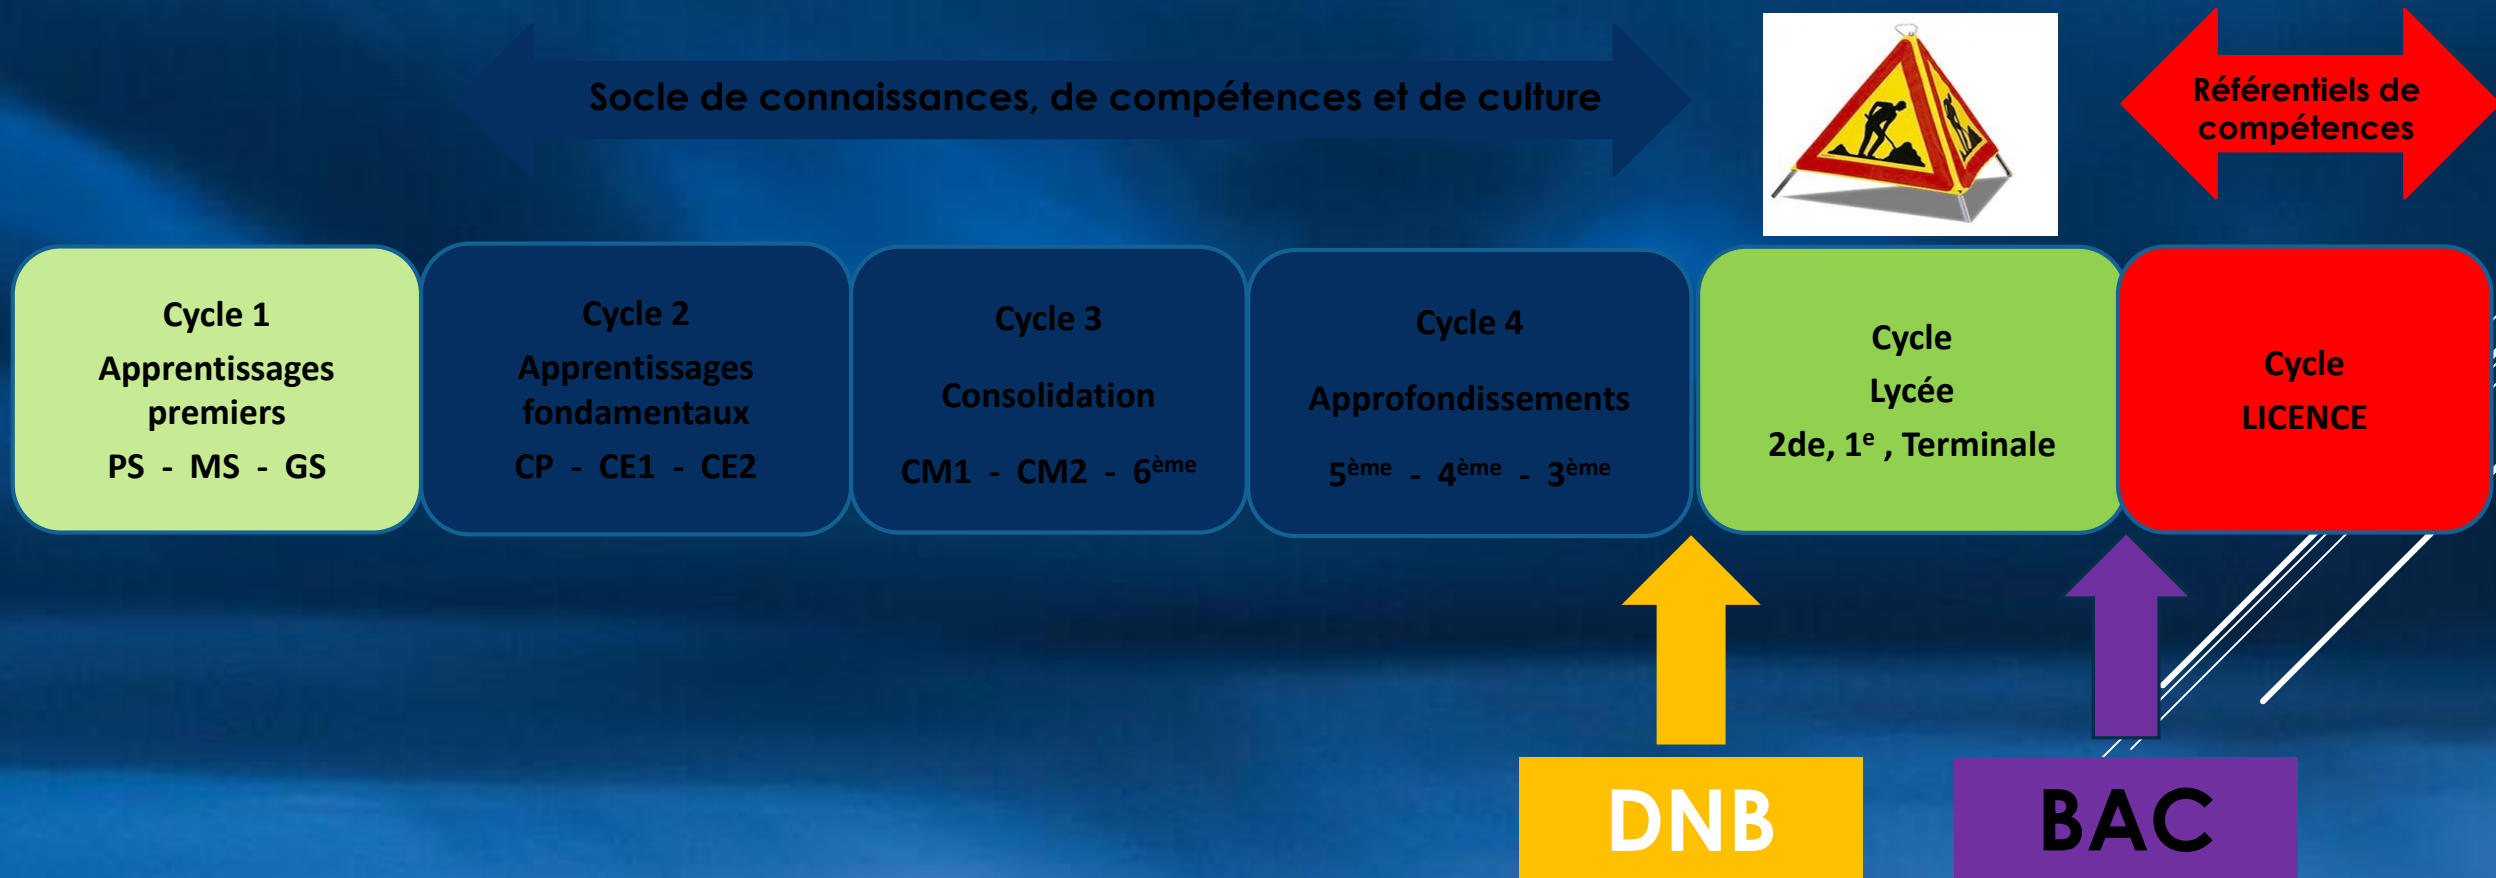 Socle de connaissances, de compétences et de culture
Référentiels de
compétences
Cycle 1
Apprentissages
premiers
PS - MS - GS
Cycle 2
Apprentissages
fondamentaux
CP - CE1 - CE2
Cycle 3
Consolidation
CM1 - CM2 - 6ème
Cycle 4
Approfondissements
5ème - 4ème - 3ème
Cycle
Lycée
2de, 1e , Terminale
Cycle
LICENCE
DNB
BAC